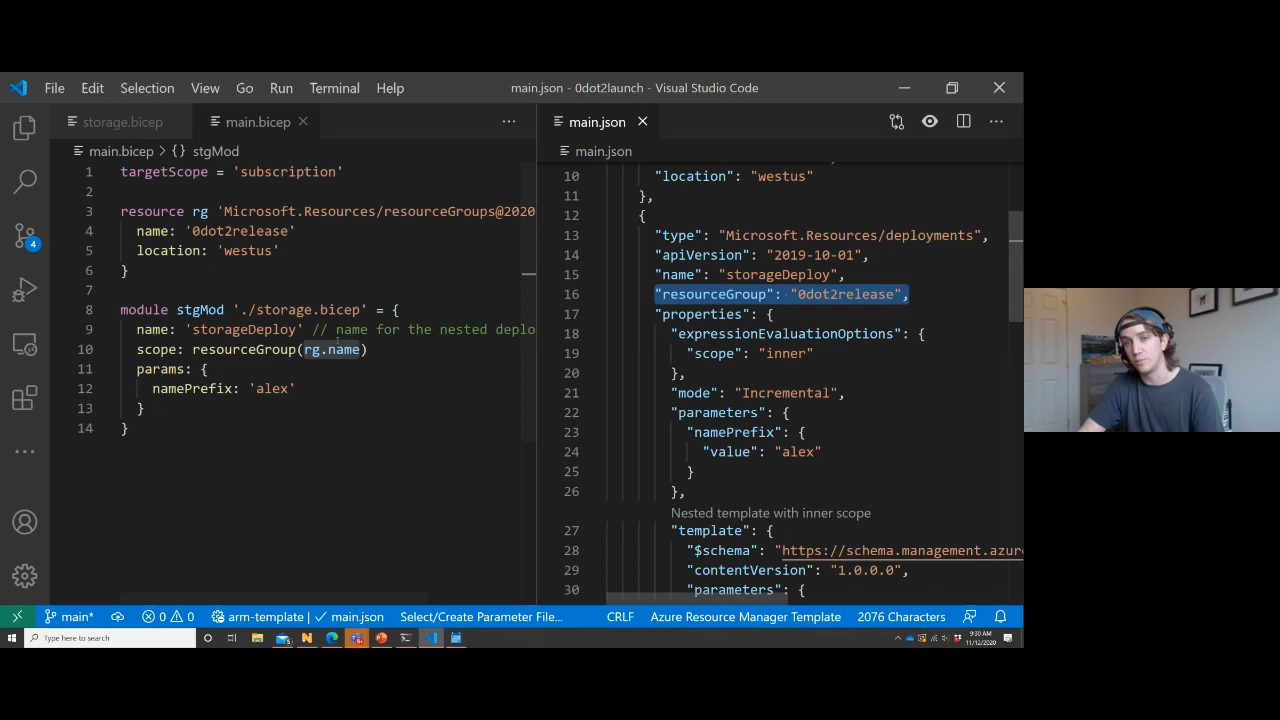 File Edit Selection View Go Run Terminal Help main.json - 0dot2launch - Visual Studio Code
storage.bicep main.bicep
main.bicep > {} stgMod
1 targetScope = 'subscription'
2
3 resource rg 'Microsoft.Resources/resourceGroups@2020
4 name: '0dot2release'
5 location: 'westus'
6 }
7
8 module stgMod './storage.bicep' = {
9 name: 'storageDeploy' // name for the nested deplo
10 scope: resourceGroup(rg.name)
11 params: {
12 namePrefix: 'alex'
13 }
14 }
main.json
main.json
10 "location": "westus"
11 },
12 {
13 "type": "Microsoft.Resources/deployments",
14 "apiVersion": "2019-10-01",
15 "name": "storageDeploy",
16 "resourceGroup": "0dot2release",
17 "properties": {
18 "expressionEvaluationOptions": {
19 "scope": "inner"
20 },
21 "mode": "Incremental",
22 "parameters": {
23 "namePrefix": {
24 "value": "alex"
25 }
26 },
Nested template with inner scope
27 "template": {
28 "$schema": "https://schema.management.azure
29 "contentVersion": "1.0.0.0",
30 "parameters": {
4
main* 0 0 arm-template | ✓ main.json Select/Create Parameter File... CRLF Azure Resource Manager Template 2076 Characters
Type here to search
9:30 AM
11/12/2020